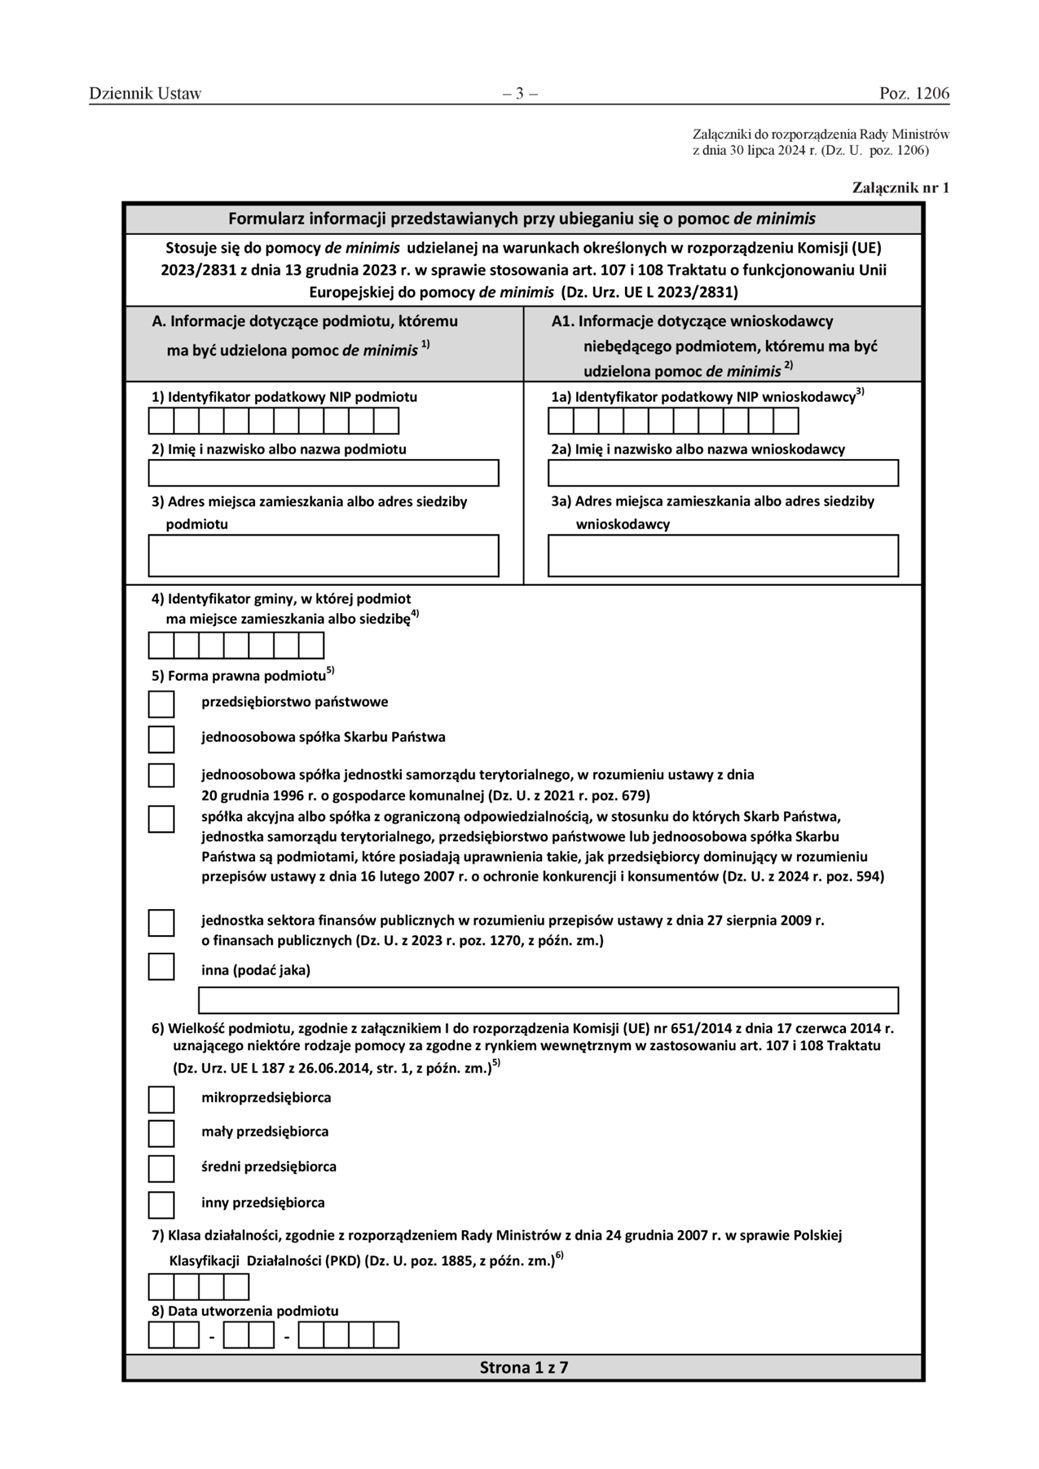 Dziennik Ustaw – 3 – Poz. 1206
Załączniki do rozporządzenia Rady Ministrów
z dnia 30 lipca 2024 r. (Dz. U. poz. 1206)
Załącznik nr 1
Formularz informacji przedstawianych przy ubieganiu się o pomoc de minimis
Stosuje się do pomocy de minimis udzielanej na warunkach określonych w rozporządzeniu Komisji (UE)
2023/2831 z dnia 13 grudnia 2023 r. w sprawie stosowania art. 107 i 108 Traktatu o funkcjonowaniu Unii
Europejskiej do pomocy de minimis (Dz. Urz. UE L 2023/2831)
A. Informacje dotyczące podmiotu, któremu
ma być udzielona pomoc de minimis 1)
A1. Informacje dotyczące wnioskodawcy
niebędącego podmiotem, któremu ma być
udzielona pomoc de minimis 2)
1) Identyfikator podatkowy NIP podmiotu
2) Imię i nazwisko albo nazwa podmiotu
3) Adres miejsca zamieszkania albo adres siedziby
podmiotu
1a) Identyfikator podatkowy NIP wnioskodawcy3)
2a) Imię i nazwisko albo nazwa wnioskodawcy
3a) Adres miejsca zamieszkania albo adres siedziby
wnioskodawcy
4) Identyfikator gminy, w której podmiot
ma miejsce zamieszkania albo siedzibę4)
5) Forma prawna podmiotu5)
przedsiębiorstwo państwowe
jednoosobowa spółka Skarbu Państwa
jednoosobowa spółka jednostki samorządu terytorialnego, w rozumieniu ustawy z dnia
20 grudnia 1996 r. o gospodarce komunalnej (Dz. U. z 2021 r. poz. 679)
spółka akcyjna albo spółka z ograniczoną odpowiedzialnością, w stosunku do których Skarb Państwa,
jednostka samorządu terytorialnego, przedsiębiorstwo państwowe lub jednoosobowa spółka Skarbu
Państwa są podmiotami, które posiadają uprawnienia takie, jak przedsiębiorcy dominujący w rozumieniu
przepisów ustawy z dnia 16 lutego 2007 r. o ochronie konkurencji i konsumentów (Dz. U. z 2024 r. poz. 594)
jednostka sektora finansów publicznych w rozumieniu przepisów ustawy z dnia 27 sierpnia 2009 r.
o finansach publicznych (Dz. U. z 2023 r. poz. 1270, z późn. zm.)
inna (podać jaka)
6) Wielkość podmiotu, zgodnie z załącznikiem I do rozporządzenia Komisji (UE) nr 651/2014 z dnia 17 czerwca 2014 r.
uznającego niektóre rodzaje pomocy za zgodne z rynkiem wewnętrznym w zastosowaniu art. 107 i 108 Traktatu
(Dz. Urz. UE L 187 z 26.06.2014, str. 1, z późn. zm.)5)
mikroprzedsiębiorca
mały przedsiębiorca
średni przedsiębiorca
inny przedsiębiorca
7) Klasa działalności, zgodnie z rozporządzeniem Rady Ministrów z dnia 24 grudnia 2007 r. w sprawie Polskiej
Klasyfikacji Działalności (PKD) (Dz. U. poz. 1885, z późn. zm.)6)
8) Data utworzenia podmiotu
- -
Strona 1 z 7